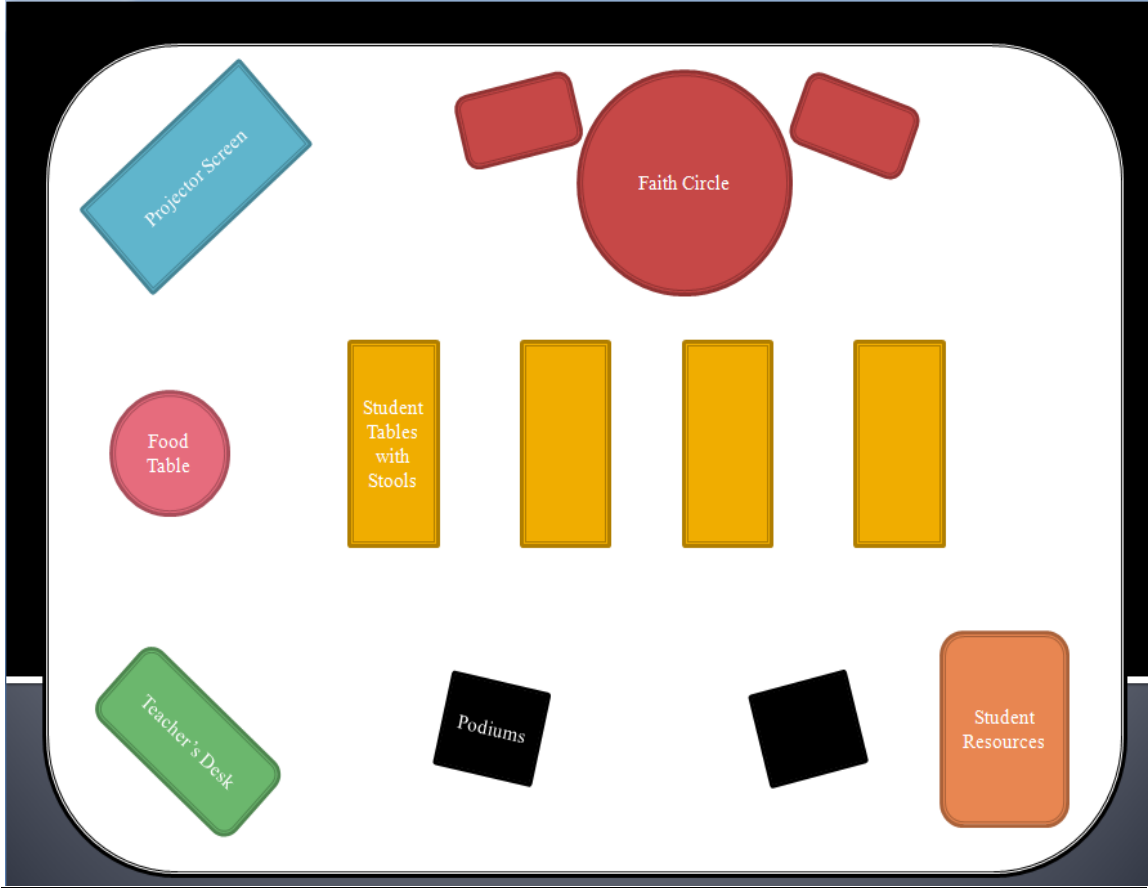 Projector Screen
Faith Circle
Food
Table
Student
Tables
with
Stools
Teacher’s Desk
Podiums
Student
Resources